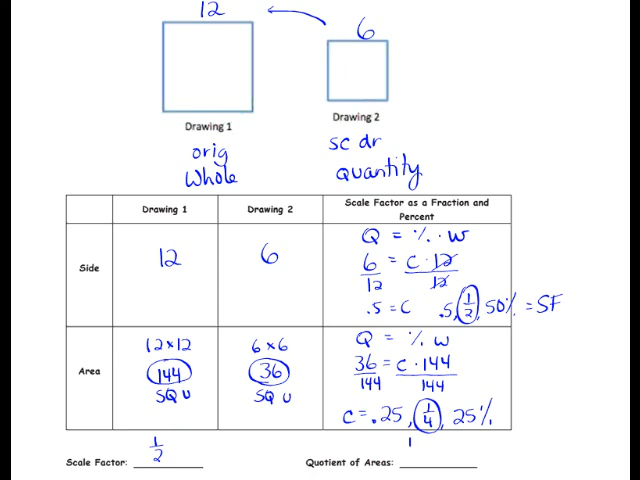 12
6
Drawing 1
Drawing 2
orig
sc dr
Whole
quantity
Drawing 1
Drawing 2
Scale Factor as a Fraction and
Percent
Side
12
6
Q = % · W
6 = C · 12
12 12
.5 = C .5, 1/2, 50% = SF
Area
12 x 12
144
SQ U
6 x 6
36
SQ U
Q = % W
36 = C · 144
144 144
C = .25, 1/4, 25%
Scale Factor: 1/2
Quotient of Areas: ____________
1